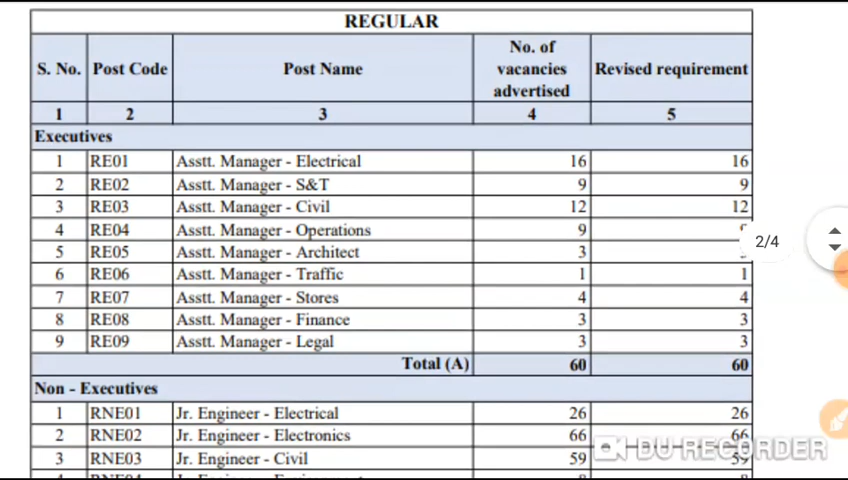 REGULAR
S. No. Post Code Post Name No. of vacancies advertised Revised requirement
1 2 3 4 5
Executives
1 RE01 Asstt. Manager - Electrical 16 16
2 RE02 Asstt. Manager - S&T 9 9
3 RE03 Asstt. Manager - Civil 12 12
4 RE04 Asstt. Manager - Operations 9
2/4
5 RE05 Asstt. Manager - Architect 3
6 RE06 Asstt. Manager - Traffic 1 1
7 RE07 Asstt. Manager - Stores 4 4
8 RE08 Asstt. Manager - Finance 3 3
9 RE09 Asstt. Manager - Legal 3 3
Total (A) 60 60
Non - Executives
1 RNE01 Jr. Engineer - Electrical 26 26
2 RNE02 Jr. Engineer - Electronics 66 66
DU RECORDER
3 RNE03 Jr. Engineer - Civil 59 59